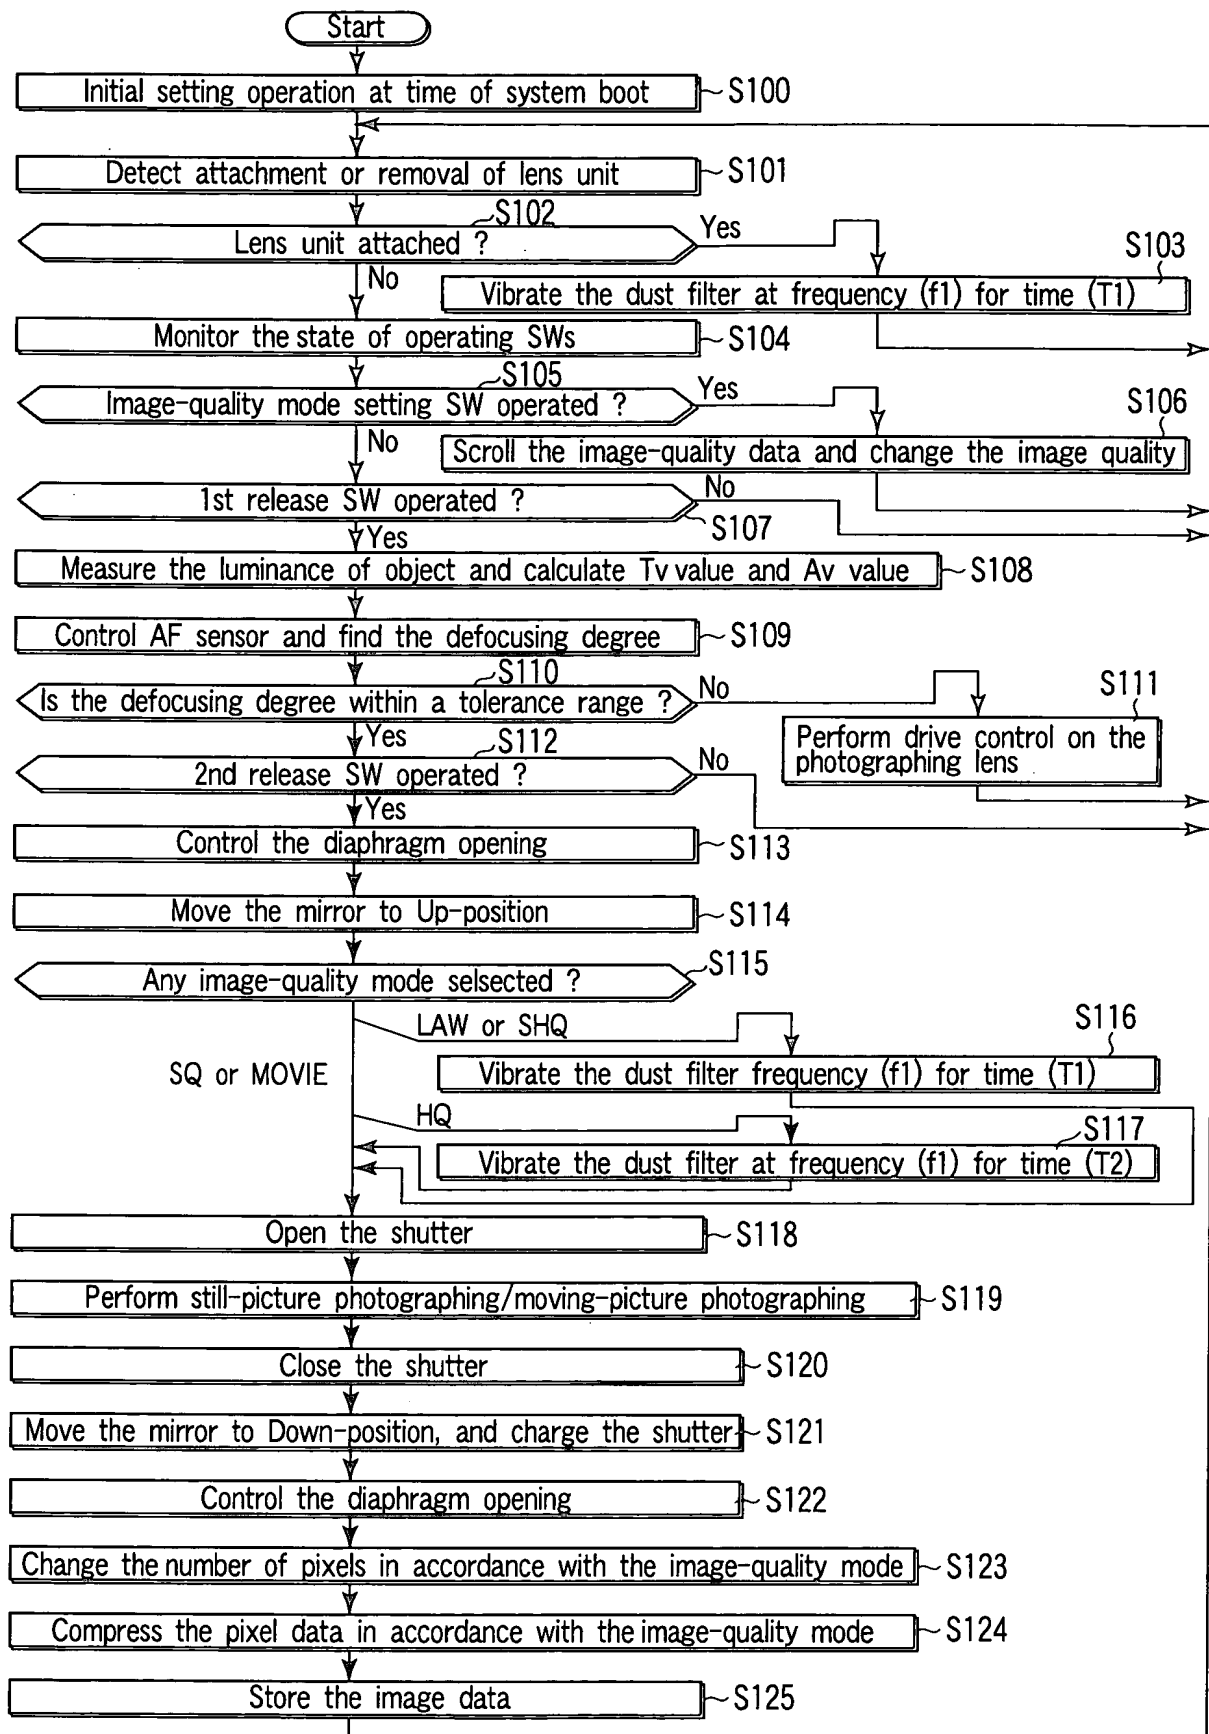 Start
Initial setting operation at time of system boot
S100
Detect attachment or removal of lens unit
S101
S102
Lens unit attached ?
Yes
No
S103
Vibrate the dust filter at frequency (f1) for time (T1)
Monitor the state of operating SWs
S104
S105
Image-quality mode setting SW operated ?
Yes
No
S106
Scroll the image-quality data and change the image quality
1st release SW operated ?
No
S107
Yes
Measure the luminance of object and calculate Tv value and Av value
S108
Control AF sensor and find the defocusing degree
S109
S110
Is the defocusing degree within a tolerance range ?
No
Yes
S111
Perform drive control on the
photographing lens
S112
2nd release SW operated ?
No
Yes
Control the diaphragm opening
S113
Move the mirror to Up-position
S114
Any image-quality mode selsected ?
S115
LAW or SHQ
S116
Vibrate the dust filter frequency (f1) for time (T1)
SQ or MOVIE
HQ
S117
Vibrate the dust filter at frequency (f1) for time (T2)
Open the shutter
S118
Perform still-picture photographing/moving-picture photographing
S119
Close the shutter
S120
Move the mirror to Down-position, and charge the shutter
S121
Control the diaphragm opening
S122
Change the number of pixels in accordance with the image-quality mode
S123
Compress the pixel data in accordance with the image-quality mode
S124
Store the image data
S125